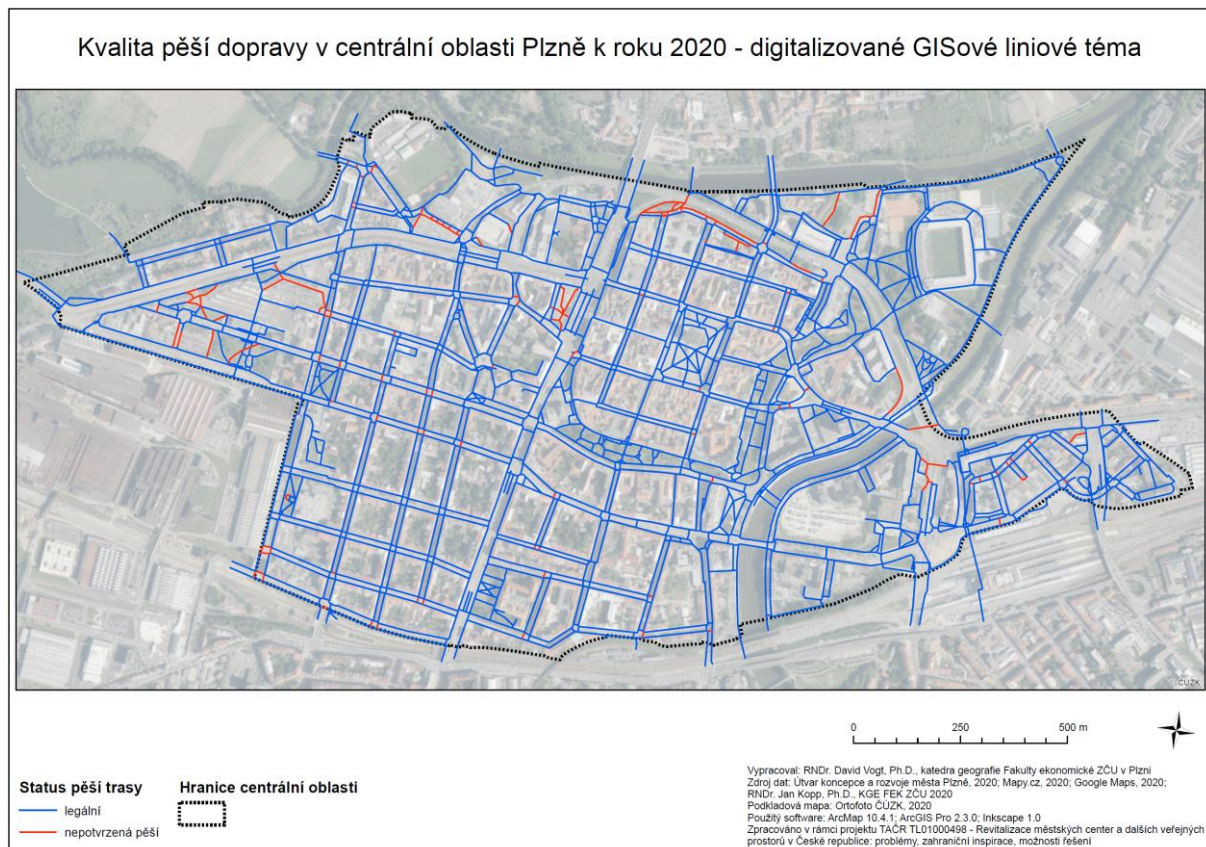 Kvalita pěší dopravy v centrální oblasti Plzně k roku 2020 - digitalizované GISové liniové téma
© ČÚZK
0 250 500 m
Status pěší trasy
legální
nepotvrzená pěší
Hranice centrální oblasti
Vypracoval: RNDr. David Vogt, Ph.D., katedra geografie Fakulty ekonomické ZČU v Plzni
Zdroj dat: Útvar koncepce a rozvoje města Plzně, 2020; Mapy.cz, 2020; Google Maps, 2020;
RNDr. Jan Kopp, Ph.D., KGE FEK ZČU 2020
Podkladová mapa: Ortofoto ČÚZK, 2020
Použitý software: ArcMap 10.4.1; ArcGIS Pro 2.3.0; Inkscape 1.0
Zpracováno v rámci projektu TAČR TL01000498 - Revitalizace městských center a dalších veřejných
prostorů v České republice: problémy, zahraniční inspirace, možnosti řešení